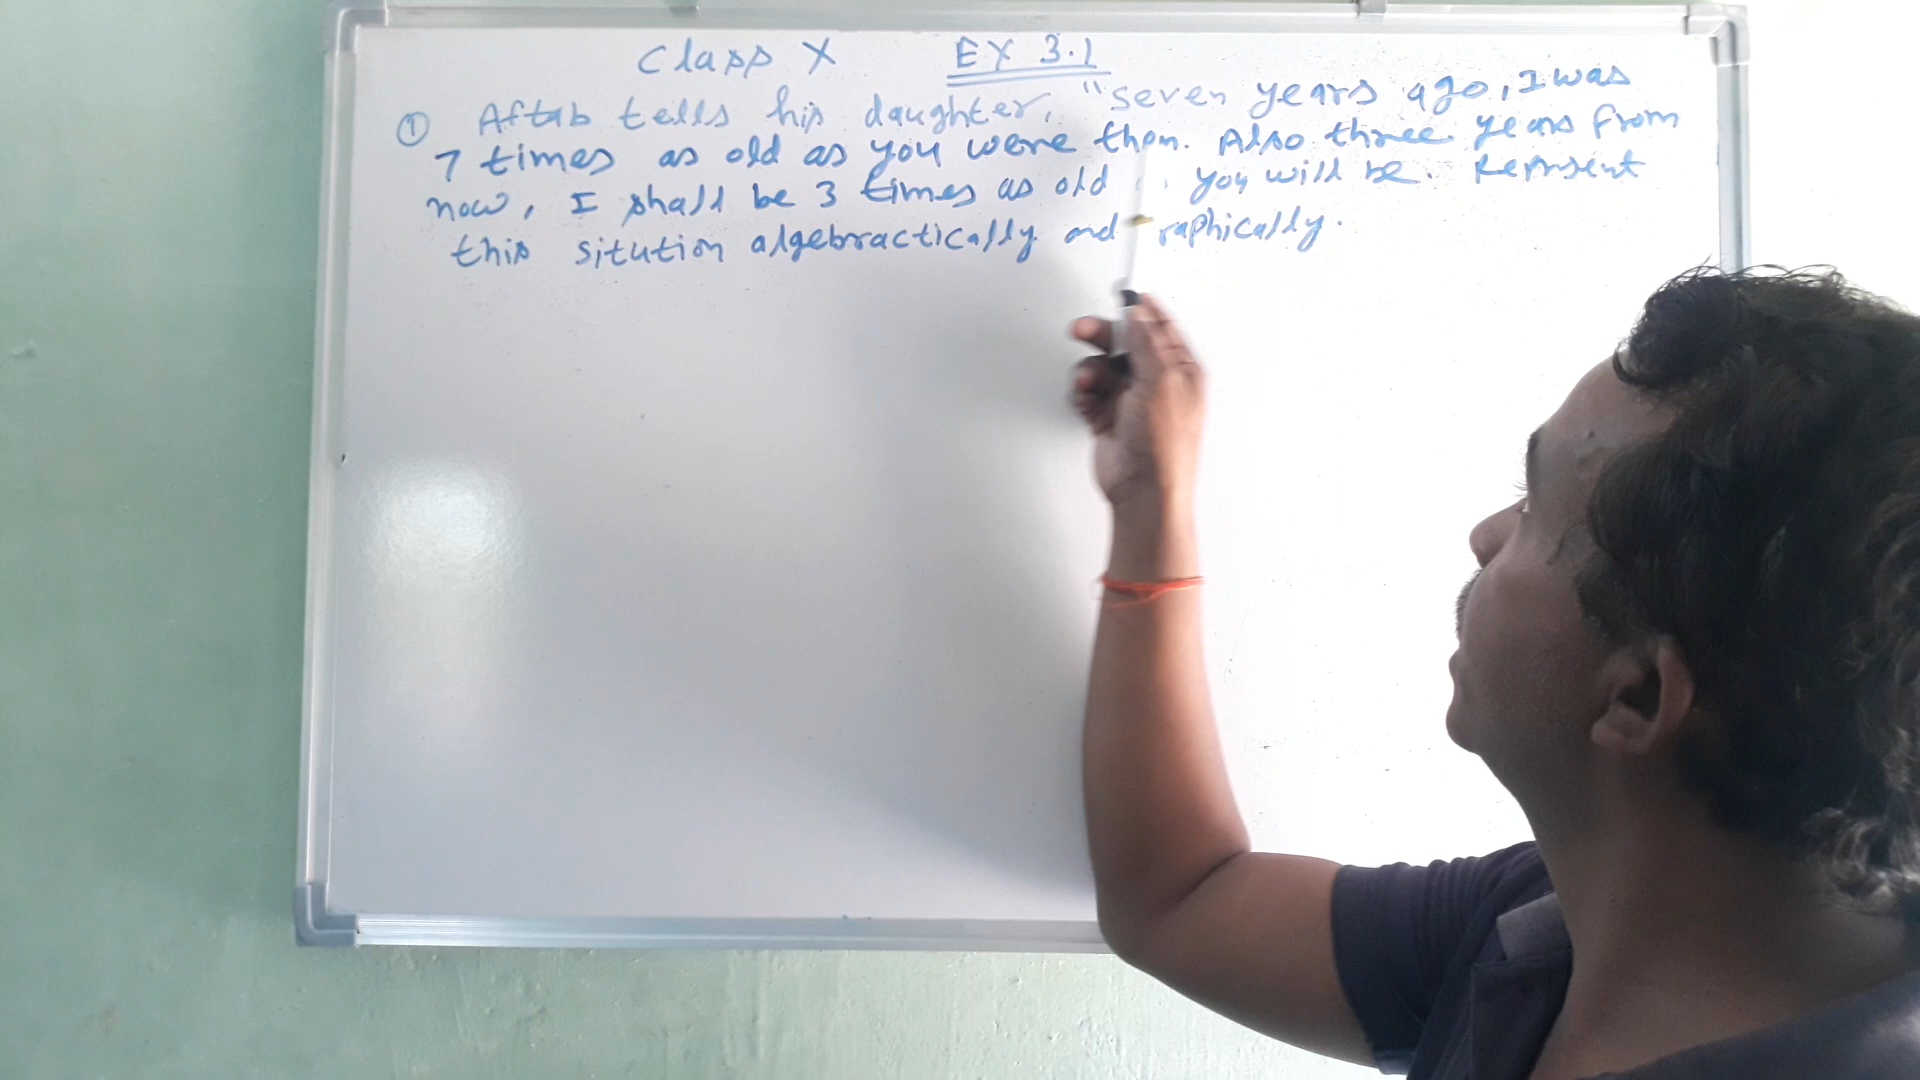 Class X EX 3.1
① Aftab tells his daughter, "seven years ago, I was
7 times as old as you were then. Also three years from
now, I shall be 3 times as old you will be. Represent
this sitution algebractically and raphically.